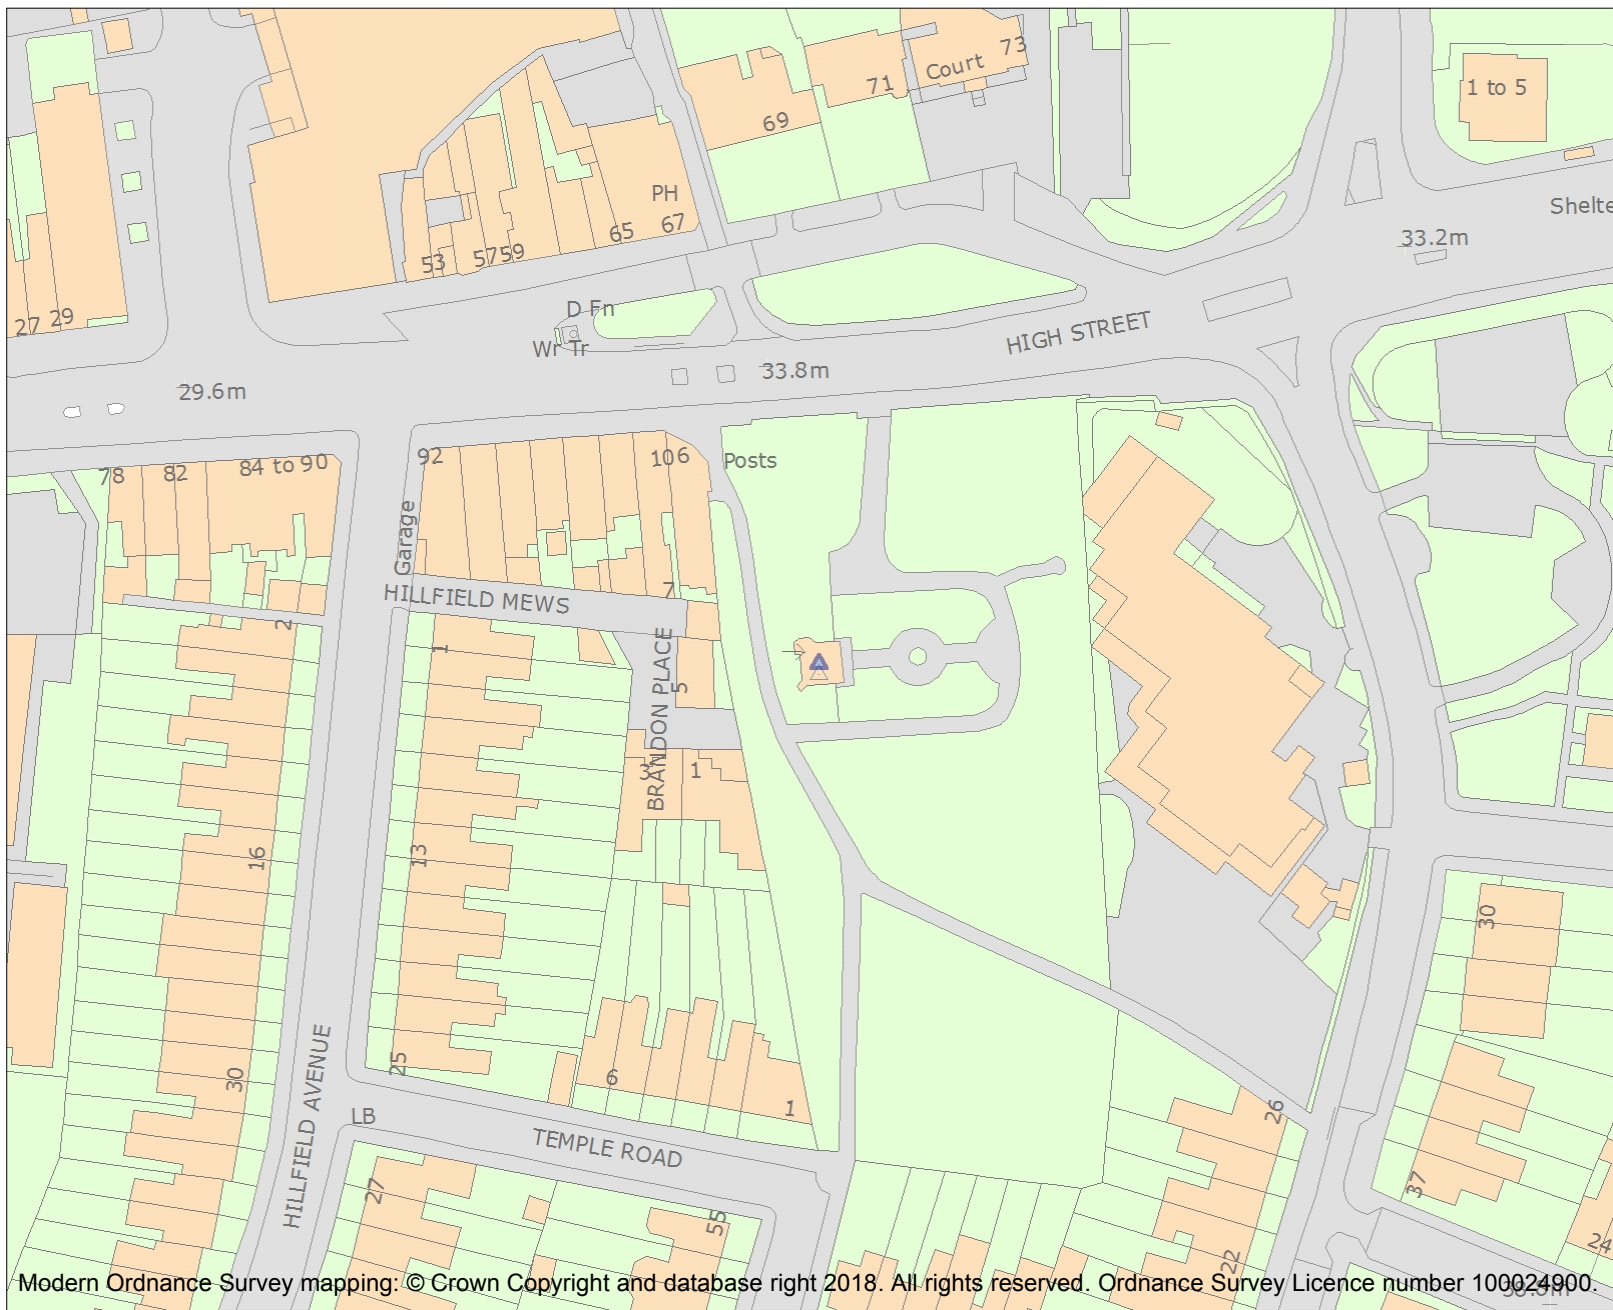 73
Court
71
1 to 5
69
PH
67
65
Shelte
33.2m
53
57
59
27
29
D Fn
Wr Tr
HIGH STREET
33.8m
29.6m
78
82
84 to 90
92
106
Posts
Garage
HILLFIELD MEWS
7
2
1
BRANDON PLACE
5
3
1
16
13
30
30
25
6
1
LB
TEMPLE ROAD
HILLFIELD AVENUE
26
27
55
37
22
24
38.8m
Modern Ordnance Survey mapping: © Crown Copyright and database right 2018. All rights reserved. Ordnance Survey Licence number 100024900.